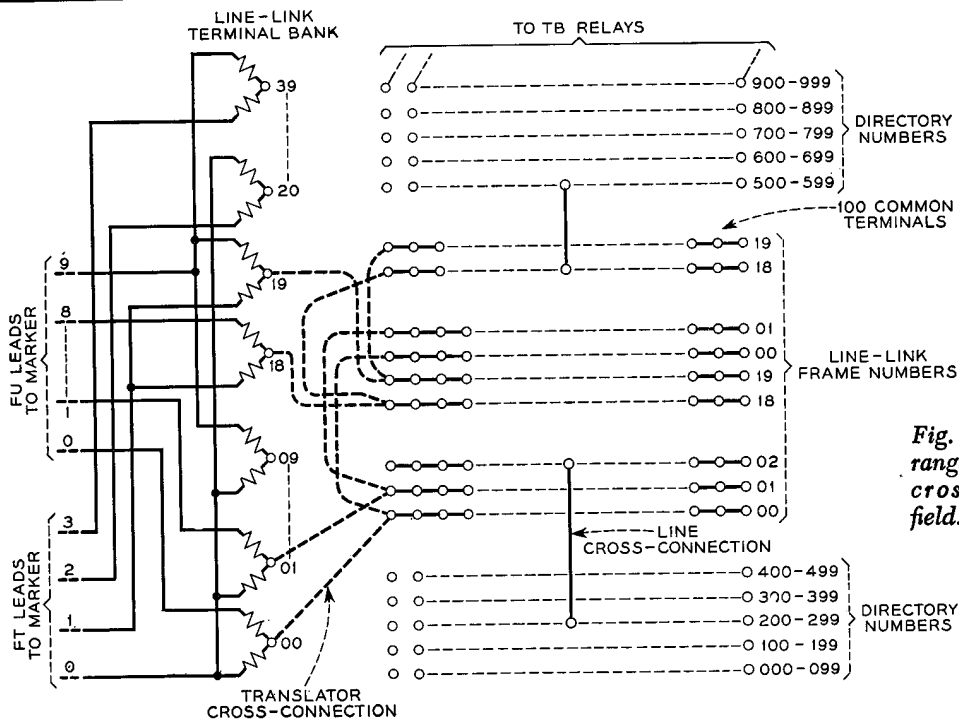 LINE-LINK
TERMINAL BANK
39
20
19
18
09
01
00
FU LEADS
TO MARKER
9
8
0
FT LEADS
TO MARKER
3
2
1
0
TRANSLATOR
CROSS-CONNECTION
TO TB RELAYS
900-999
800-899
700-799
600-699
500-599
DIRECTORY
NUMBERS
100 COMMON
TERMINALS
19
18
01
00
19
18
02
01
00
LINE-LINK
FRAME NUMBERS
LINE
CROSS-CONNECTION
400-499
300-399
200-299
100-199
000-099
DIRECTORY
NUMBERS
Fig.
rang
cros
field.